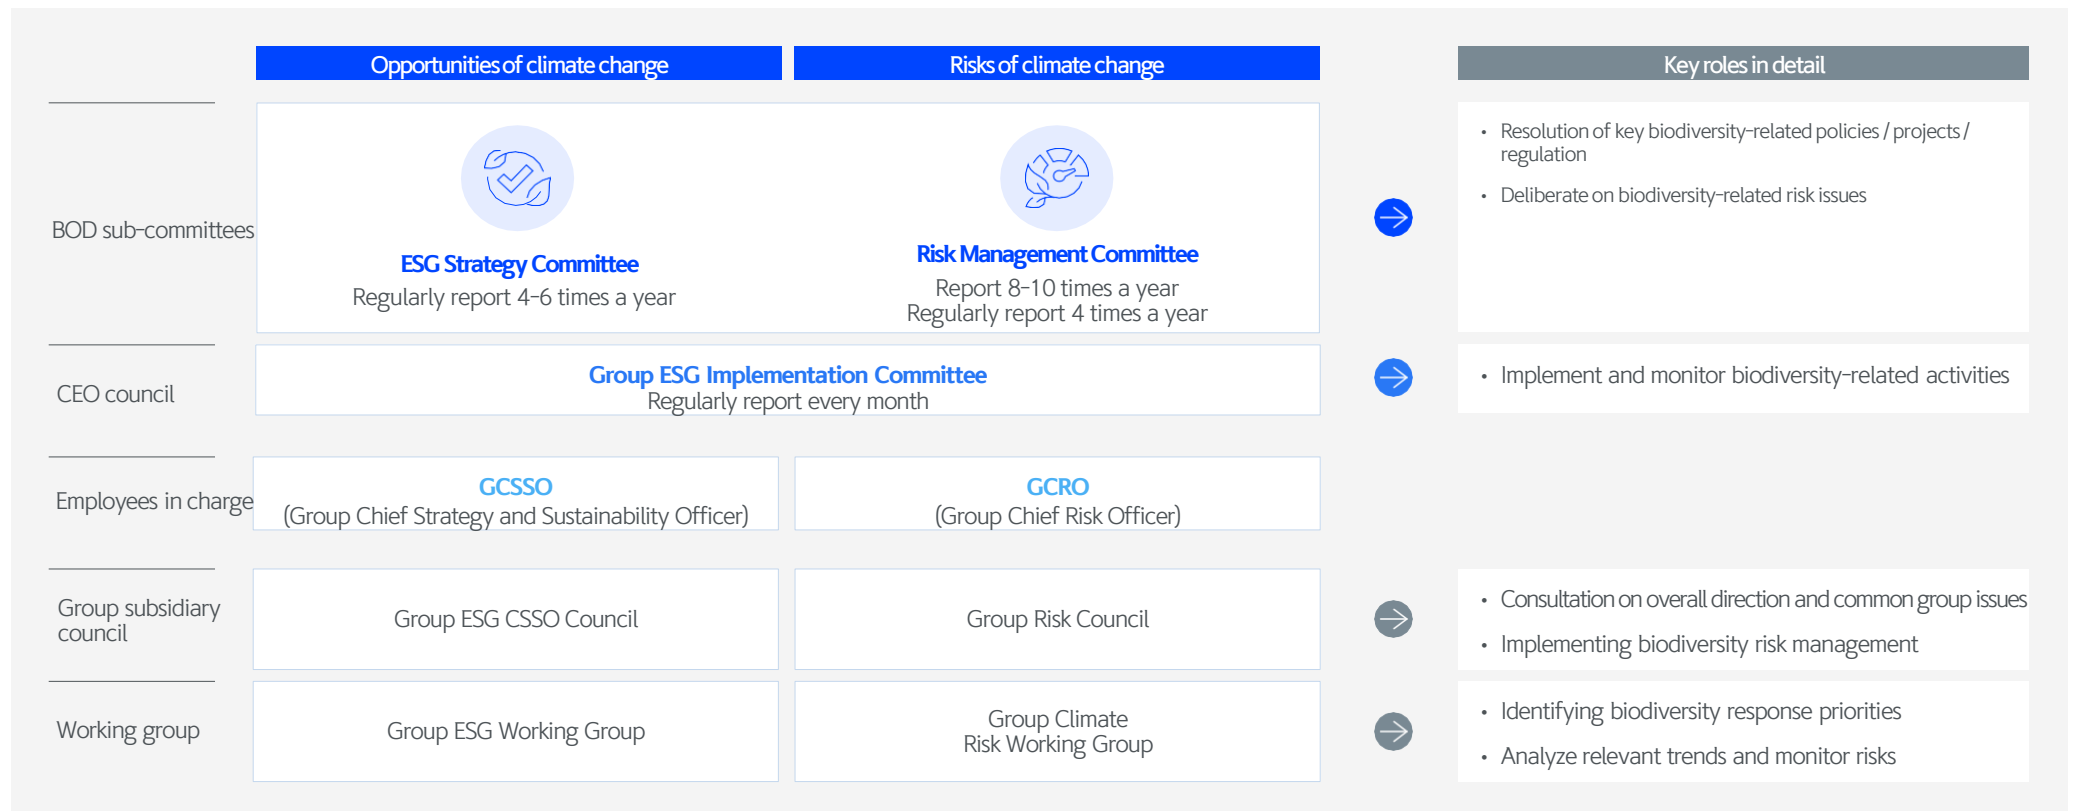 Opportunities of climate change
Risks of climate change
Key roles in detail
BOD sub-committees
ESG Strategy Committee
Regularly report 4-6 times a year
Risk Management Committee
Report 8-10 times a year
Regularly report 4 times a year
• Resolution of key biodiversity-related policies / projects /
regulation
• Deliberate on biodiversity-related risk issues
CEO council
Group ESG Implementation Committee
Regularly report every month
• Implement and monitor biodiversity-related activities
Employees in charge
GCSSO
(Group Chief Strategy and Sustainability Officer)
GCRO
(Group Chief Risk Officer)
Group subsidiary
council
Group ESG CSSO Council
Group Risk Council
• Consultation on overall direction and common group issues
• Implementing biodiversity risk management
Working group
Group ESG Working Group
Group Climate
Risk Working Group
• Identifying biodiversity response priorities
• Analyze relevant trends and monitor risks